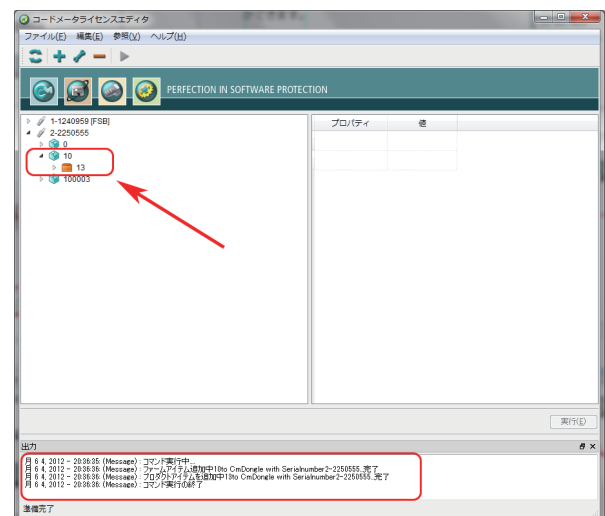 コードメータライセンスエディタ
ファイル(F) 編集(E) 参照(V) ヘルプ(H)
PERFECTION IN SOFTWARE PROTECTION
1-1240959 [FSB]
2-2250555
0
10
13
100003
プロパティ 値
実行(E)
出力
月 6 4, 2012 - 20:36:35: (Message) : コマンド実行中...
月 6 4, 2012 - 20:36:36: (Message) : ファームアイテム追加中10to CmDongle with Serialnumber2-2250555..完了
月 6 4, 2012 - 20:36:36: (Message) : プロダクトアイテムを追加中13to CmDongle with Serialnumber2-2250555..完了
月 6 4, 2012 - 20:36:36: (Message) : コマンド実行の終了
準備完了